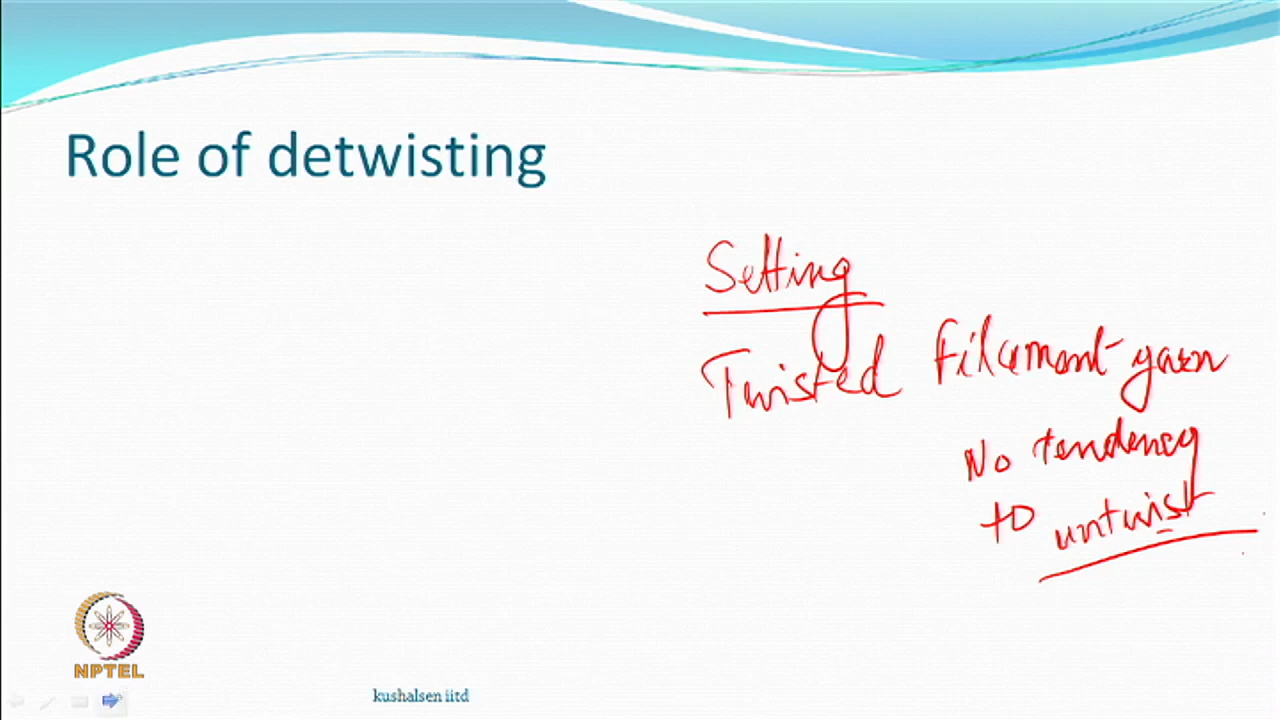 Role of detwisting
Setting
Twisted Filament yarn
No tendency
to untwist
NPTEL
kushalsen iitd